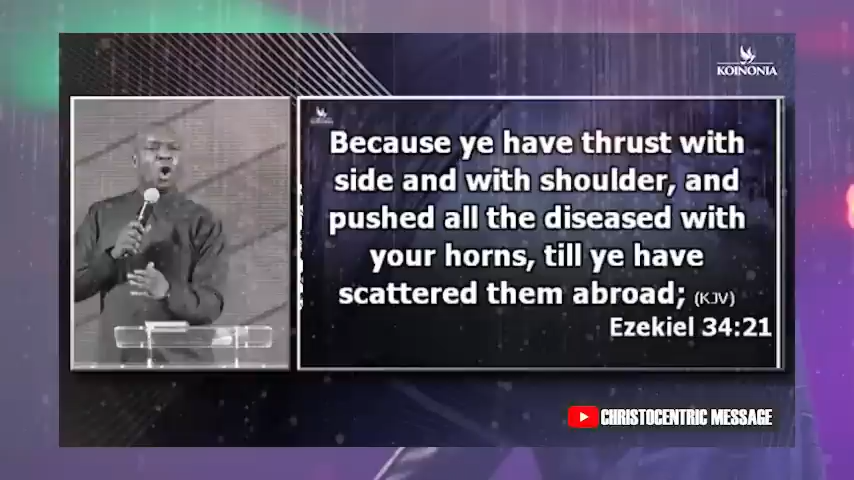 KOINONIA
KOINONIA
Because ye have thrust with
side and with shoulder, and
pushed all the diseased with
your horns, till ye have
scattered them abroad; (KJV)
Ezekiel 34:21
CHRISTOCENTRIC MESSAGE